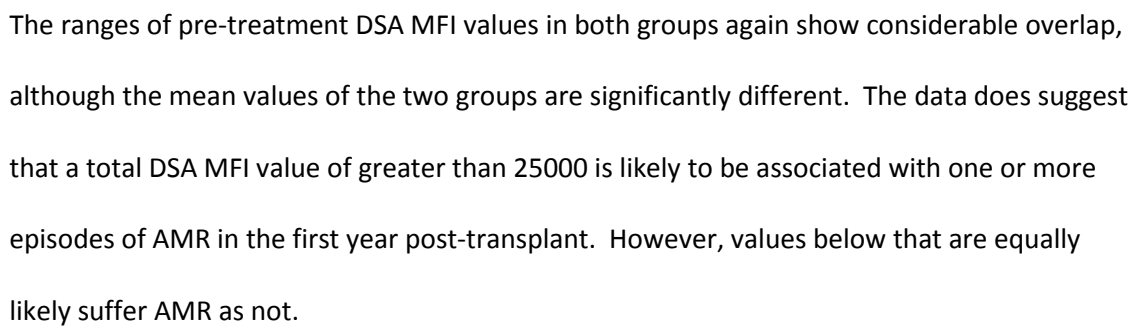 The ranges of pre-treatment DSA MFI values in both groups again show considerable overlap,
although the mean values of the two groups are significantly different.  The data does suggest
that a total DSA MFI value of greater than 25000 is likely to be associated with one or more
episodes of AMR in the first year post-transplant.  However, values below that are equally
likely suffer AMR as not.